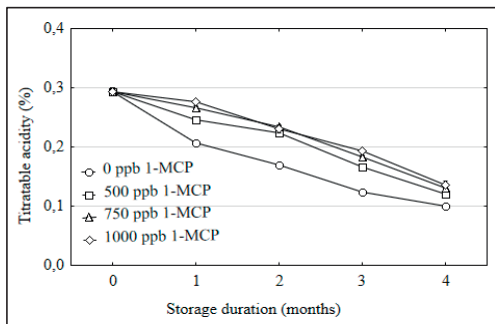 0,4
0,3
0,2
0,1
0,0
Titratable acidity (%)
0 ppb 1-MCP
500 ppb 1-MCP
750 ppb 1-MCP
1000 ppb 1-MCP
0 1 2 3 4
Storage duration (months)